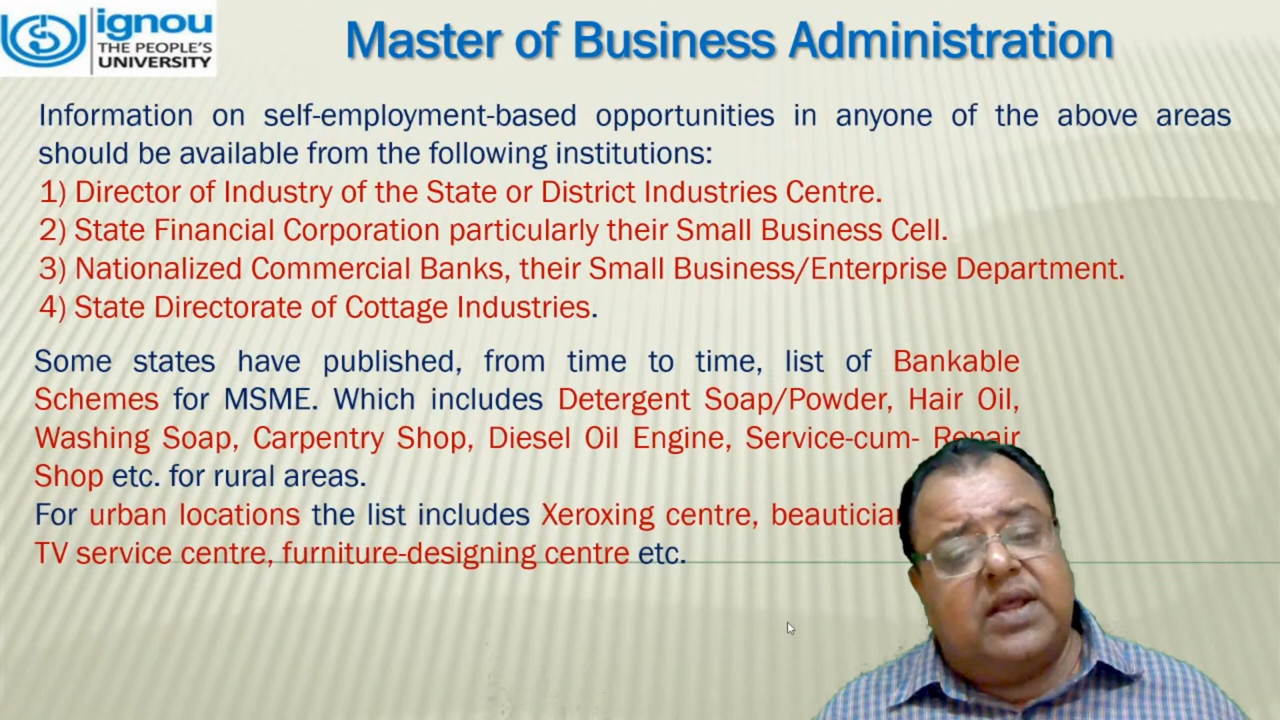 ignou
THE PEOPLE'S
UNIVERSITY
Master of Business Administration
Information on self-employment-based opportunities in anyone of the above areas
should be available from the following institutions:
1) Director of Industry of the State or District Industries Centre.
2) State Financial Corporation particularly their Small Business Cell.
3) Nationalized Commercial Banks, their Small Business/Enterprise Department.
4) State Directorate of Cottage Industries.
Some states have published, from time to time, list of Bankable
Schemes for MSME. Which includes Detergent Soap/Powder, Hair Oil,
Washing Soap, Carpentry Shop, Diesel Oil Engine, Service-cum- Repair
Shop etc. for rural areas.
For urban locations the list includes Xeroxing centre,
TV service centre, furniture-designing centre etc.